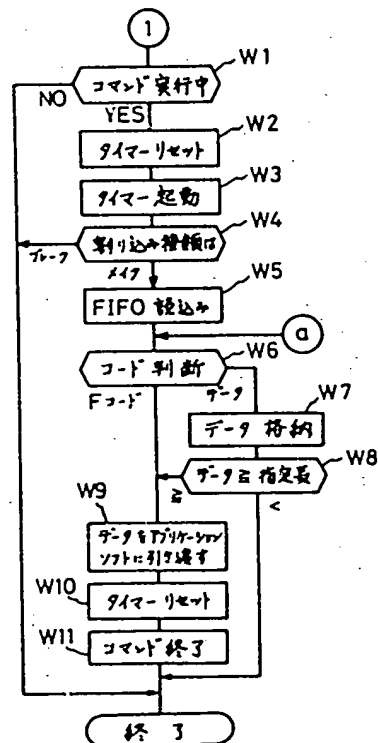 1
W1
コマンド実行中
NO
YES
W2
タイマーリセット
W3
タイマー起動
W4
割り込み種類は
ブレーク
メイク
W5
FIFO 読込み
a
W6
コード判断
Fコード
データ
W7
データ格納
W8
データ≧指定長
≧
<
W9
データをアプリケーション
ソフトに引き渡す
W10
タイマーリセット
W11
コマンド終了
終了